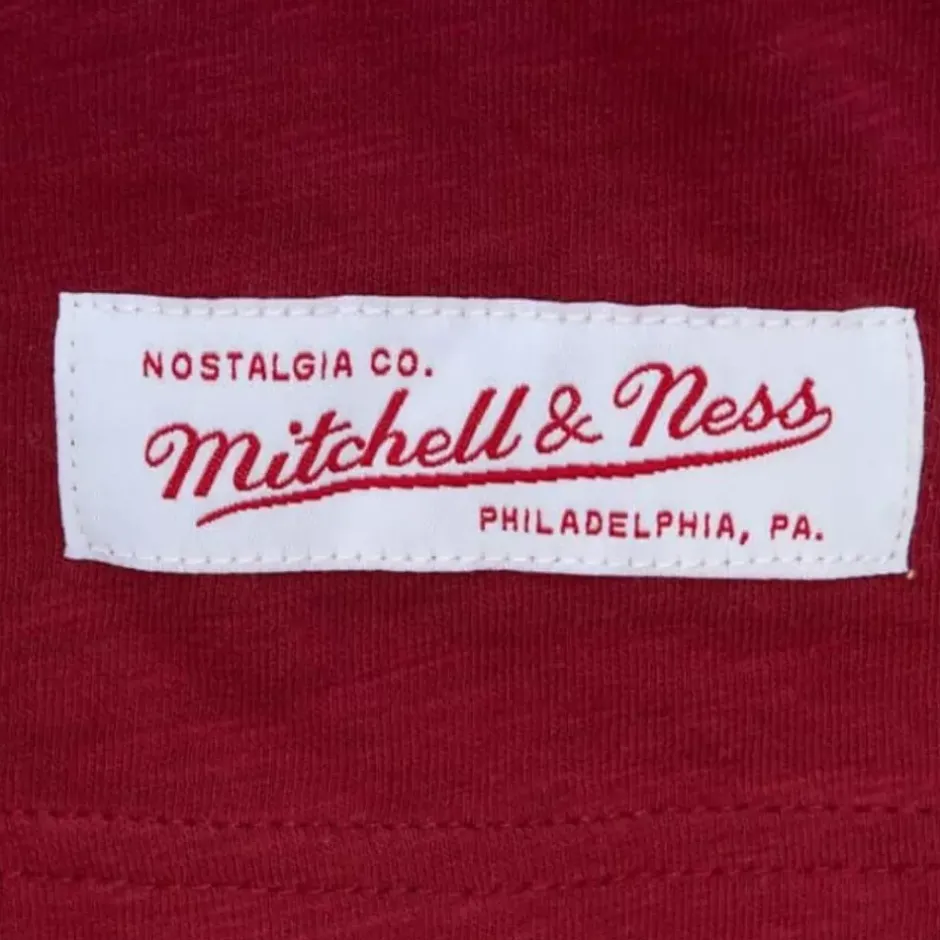 NOSTALGIA CO.
Mitchell & Ness
PHILADELPHIA, PA.